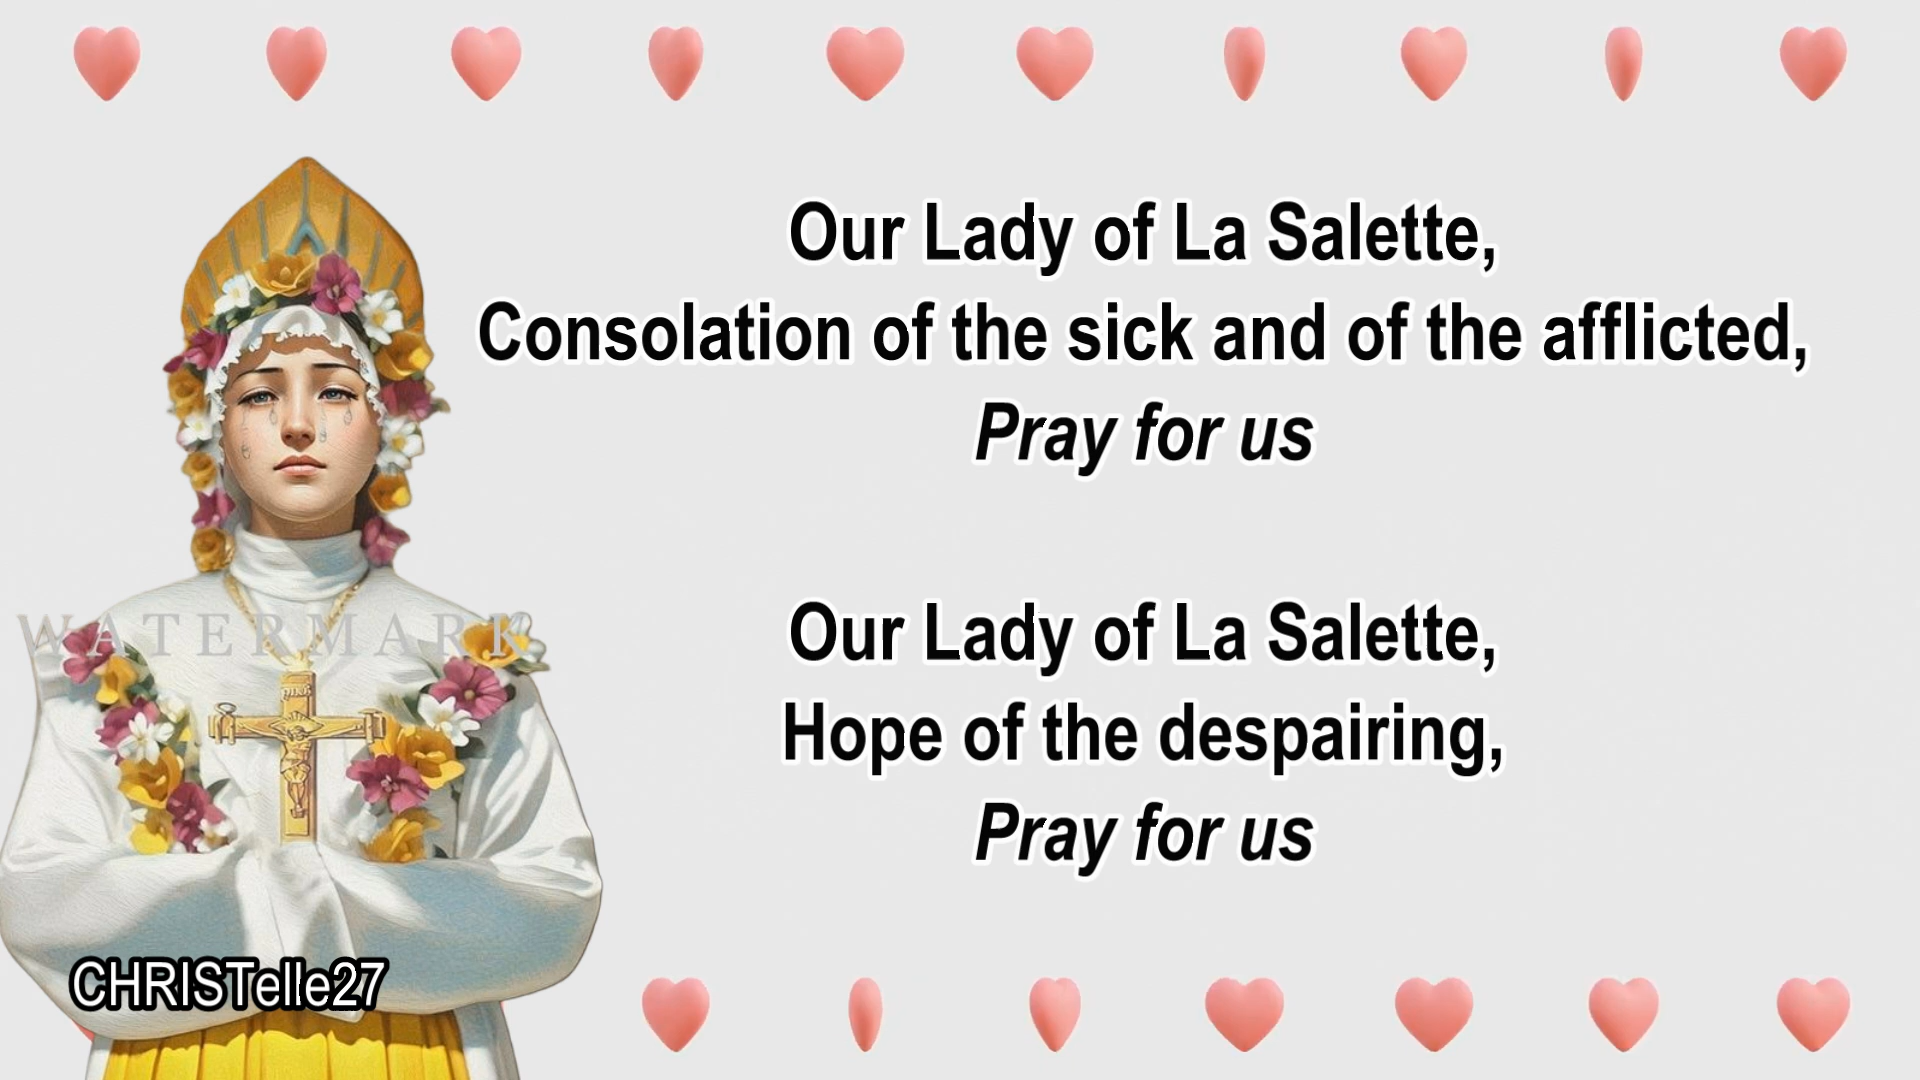 Our Lady of La Salette,
Consolation of the sick and of the afflicted,
Pray for us
Our Lady of La Salette,
Hope of the despairing,
Pray for us
WATERMARK
CHRISTelle27